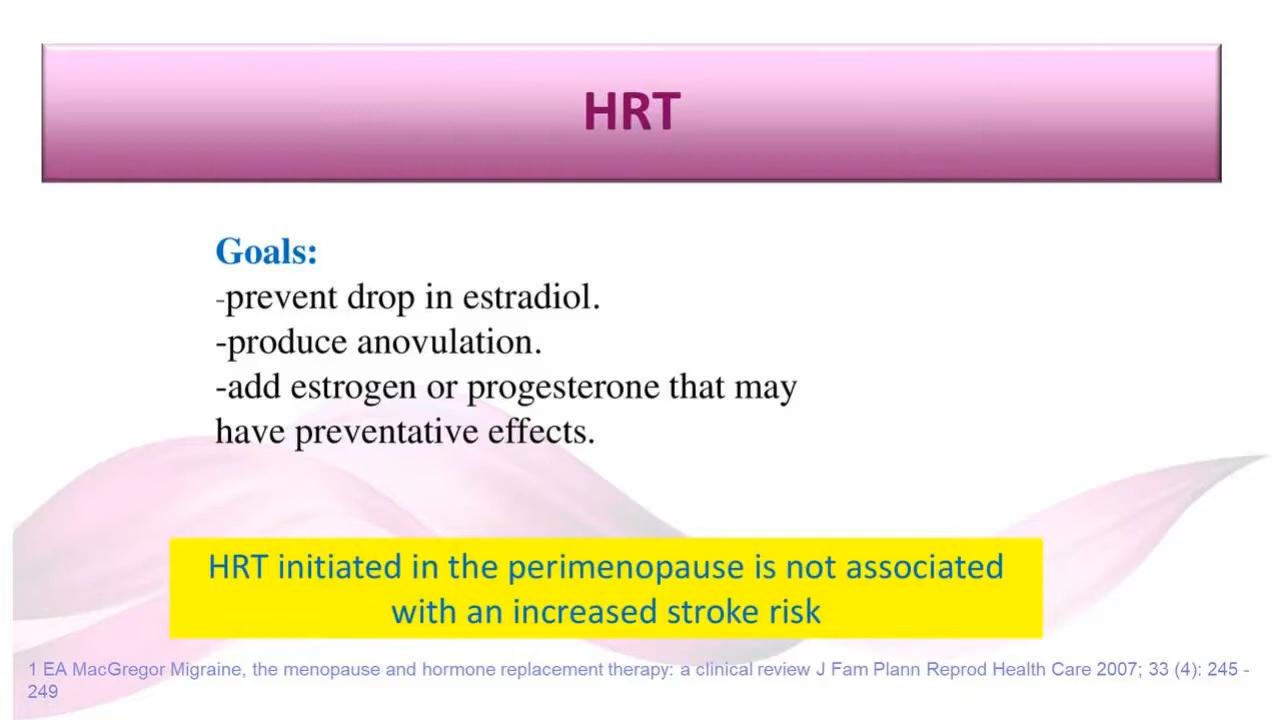 HRT
Goals:
-prevent drop in estradiol.
-produce anovulation.
-add estrogen or progesterone that may
have preventative effects.
HRT initiated in the perimenopause is not associated
with an increased stroke risk
1 EA MacGregor Migraine, the menopause and hormone replacement therapy: a clinical review J Fam Plann Reprod Health Care 2007; 33 (4): 245 -
249